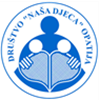 DRUŠTVO "NAŠA DJECA" OPATIJA